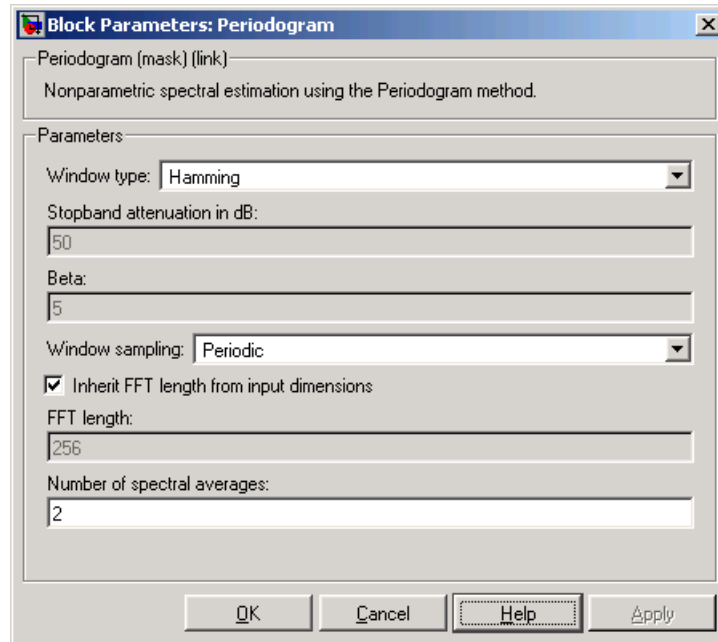 Block Parameters: Periodogram
Periodogram (mask) (link)
Nonparametric spectral estimation using the Periodogram method.
Parameters
Window type: Hamming
Stopband attenuation in dB:
50
Beta:
5
Window sampling: Periodic
Inherit FFT length from input dimensions
FFT length:
256
Number of spectral averages:
2
OK Cancel Help Apply